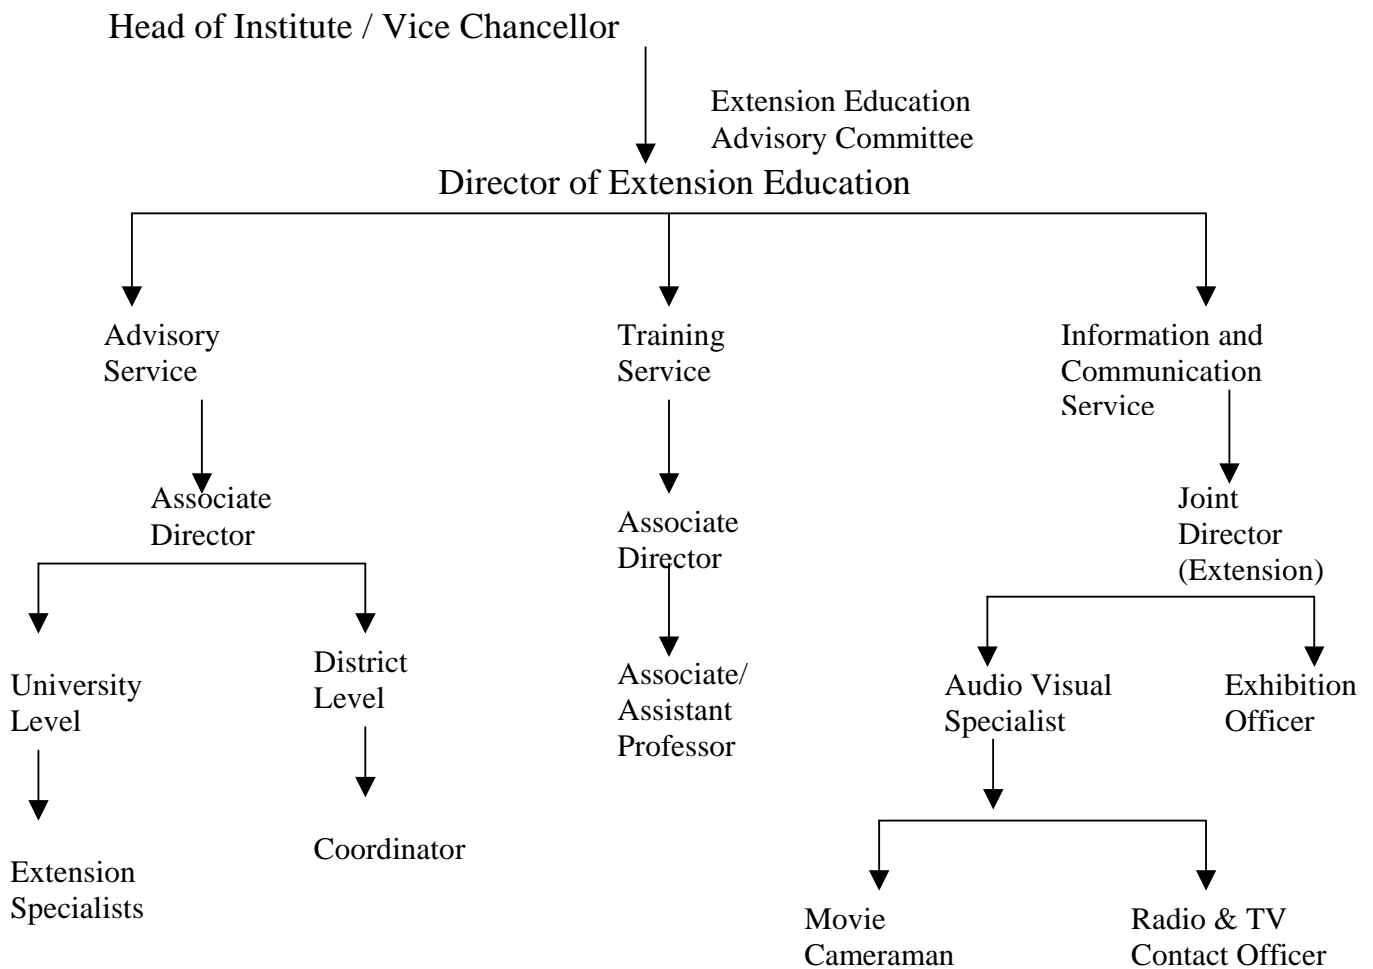 Head of Institute / Vice Chancellor
Extension Education
Advisory Committee
Director of Extension Education
Advisory
Service
Training
Service
Information and
Communication
Service
Associate
Director
Associate
Director
Joint
Director
(Extension)
University
Level
District
Level
Associate/
Assistant
Professor
Audio Visual
Specialist
Exhibition
Officer
Extension
Specialists
Coordinator
Movie
Cameraman
Radio & TV
Contact Officer